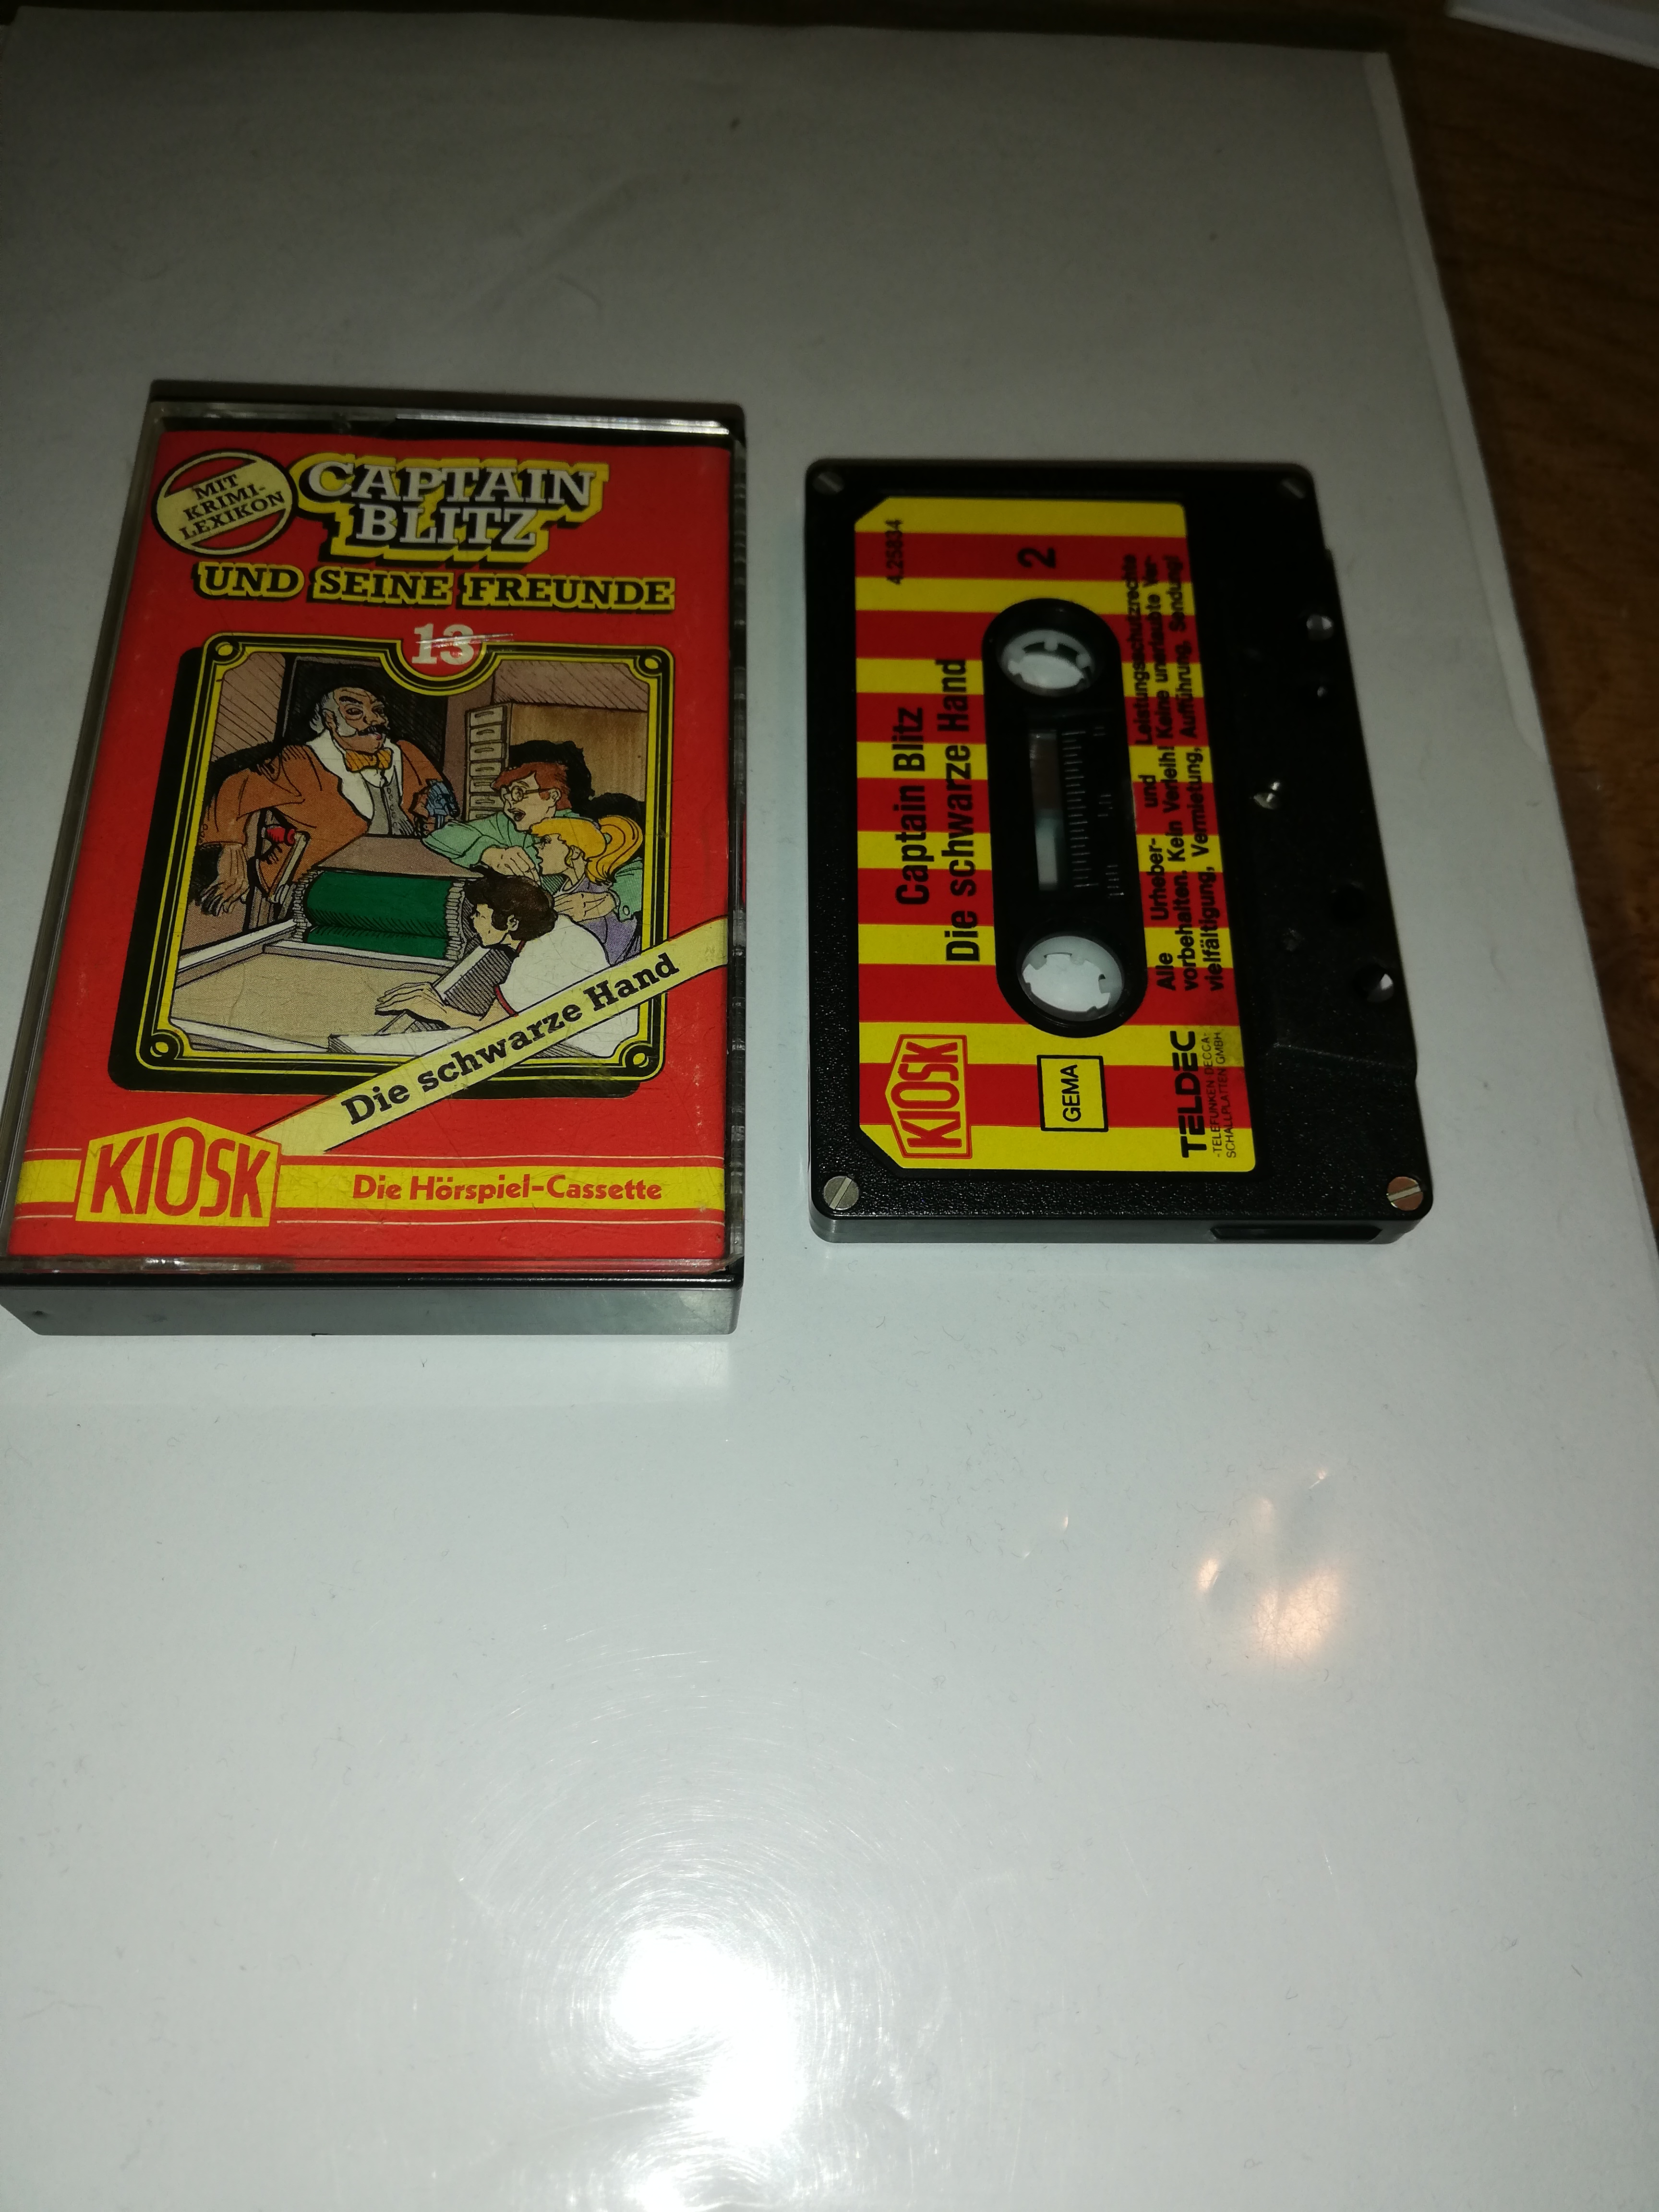 MIT
KRIMI-
LEXIKON
CAPTAIN
BLITZ
UND SEINE FREUNDE
13
Die schwarze Hand
KIOSK
Die Hörspiel-Cassette
4.25834
Captain Blitz
Die schwarze Hand
2
KIOSK
GEMA
Alle Urheber- und Leistungsschutzrechte
vorbehalten. Kein Verleih! Keine unerlaubte Ver-
vielfältigung, Vermietung, Aufführung, Sendung!
TELDEC
-TELEFUNKEN-DECCA-
SCHALLPLATTEN GMBH
100
50